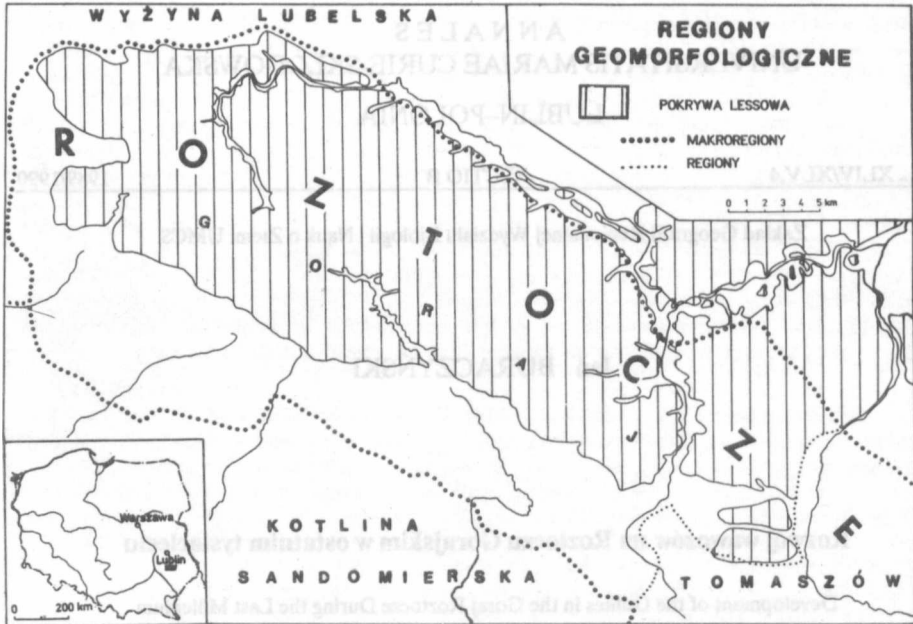 WYŻYNA LUBELSKA
REGIONY
GEOMORFOLOGICZNE
POKRYWA LESSOWA
MAKROREGIONY
REGIONY
0 1 2 3 4 5 km
R O Z T O C Z E
G O R J
KOTLINA
SANDOMIERSKA
TOMASZÓW
Warszawa
Lublin
0 200 km